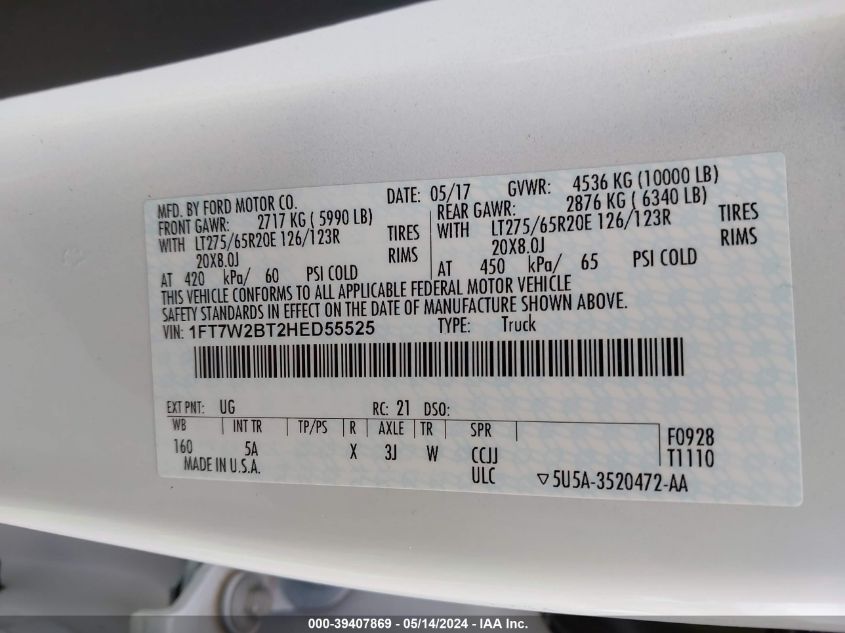 MFD. BY FORD MOTOR CO.
DATE: 05/17
GVWR: 4536 KG (10000 LB)
FRONT GAWR: 2717 KG ( 5990 LB)
REAR GAWR: 2876 KG ( 6340 LB)
WITH LT275/65R20E 126/123R TIRES
WITH LT275/65R20E 126/123R TIRES
20X8.0J RIMS
20X8.0J RIMS
AT 420 kPa/ 60 PSI COLD
AT 450 kPa/ 65 PSI COLD
THIS VEHICLE CONFORMS TO ALL APPLICABLE FEDERAL MOTOR VEHICLE
SAFETY STANDARDS IN EFFECT ON THE DATE OF MANUFACTURE SHOWN ABOVE.
VIN: 1FT7W2BT2HED55525 TYPE: Truck
EXT PNT: UG RC: 21 DSO:
WB INT TR TP/PS R AXLE TR SPR
160 5A X 3J W CCJJ
F0928
MADE IN U.S.A. ULC
T1110
▽5U5A-3520472-AA
000-39407869 - 05/14/2024 - IAA Inc.